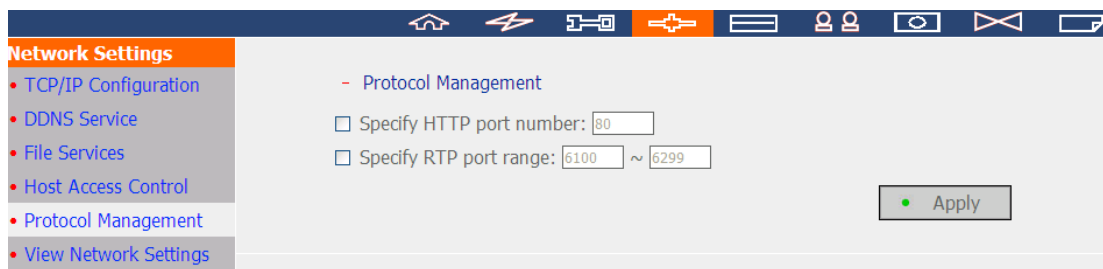 Network Settings
• TCP/IP Configuration
• DDNS Service
• File Services
• Host Access Control
• Protocol Management
• View Network Settings
- Protocol Management
Specify HTTP port number: 80
Specify RTP port range: 6100 ~ 6299
Apply